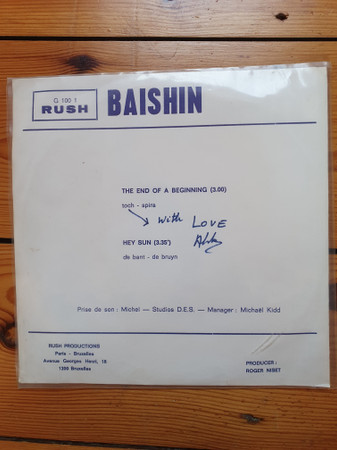 G 100 1
RUSH
BAISHIN
THE END OF A BEGINNING (3.00)
toch - spira
With LOVE
HEY SUN (3.35')
de bant - de bruyn
Prise de son : Michel — Studios D.E.S. — Manager : Michaël Kidd
RUSH PRODUCTIONS
Paris - Bruxelles
Avenue Georges Henri, 18
1200 Bruxelles
PRODUCER :
ROGER NIBET